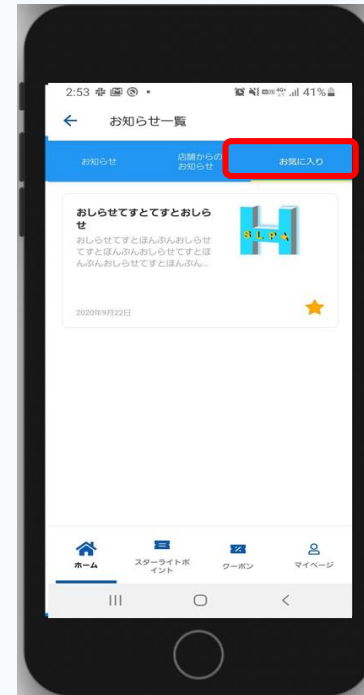 2:53
41%
お知らせ一覧
お知らせ
店舗からの
お知らせ
お気に入り
おしらせてすとてすとおしら
せ
おしらせてすとほんぶんおしらせ
てすとほんぶんおしらせてすとほ
んぶんおしらせてすとほんぶん...
2020年9月22日
ホーム
スターライトポ
イント
クーポン
マイページ